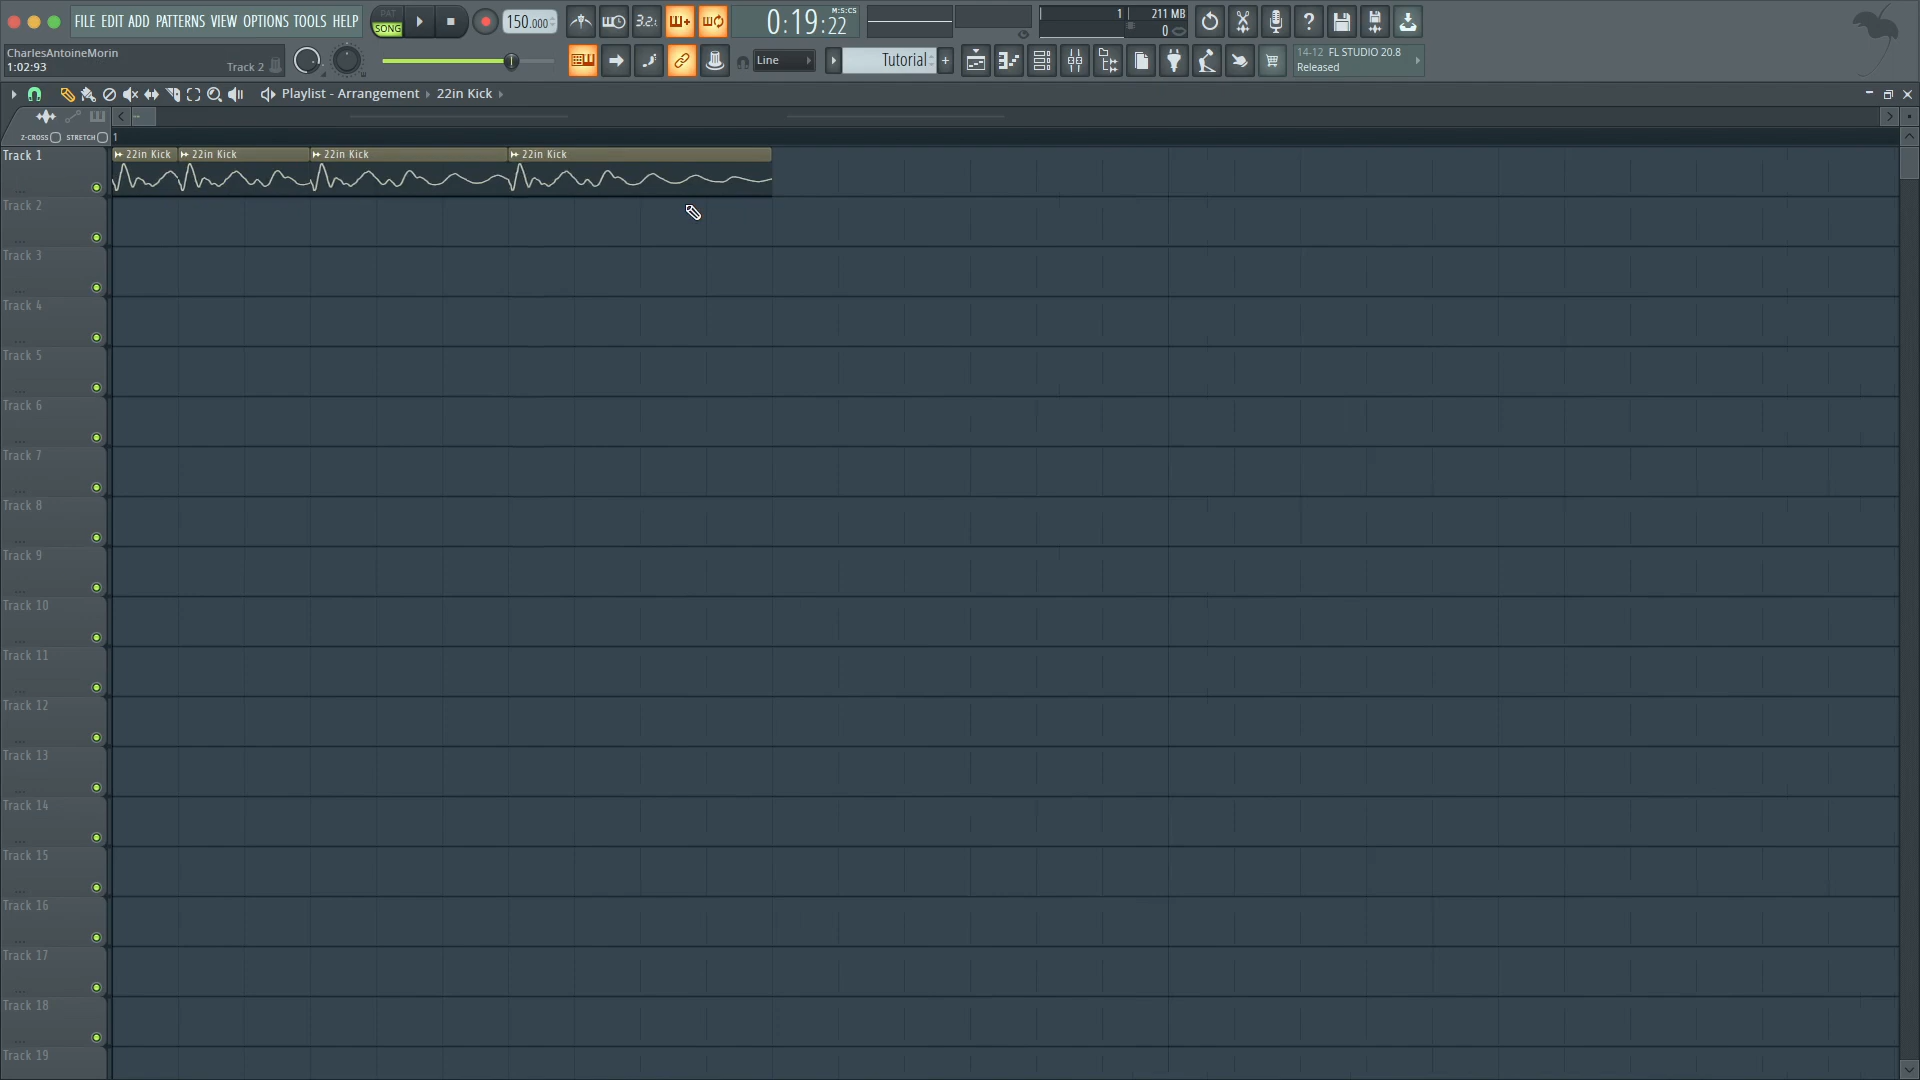 FILE EDIT ADD PATTERNS VIEW OPTIONS TOOLS HELP
PAT
SONG
150.000
3.2.1
0:19:22
M:S:CS
1
211 MB
0
CharlesAntoineMorin
1:02:93
Track 2
Line
Tutorial
14-12 FL STUDIO 20.8
Released
Playlist - Arrangement
22in Kick
Z-CROSS
STRETCH
1
Track 1
22in Kick
22in Kick
22in Kick
22in Kick
Track 2
Track 3
Track 4
Track 5
Track 6
Track 7
Track 8
Track 9
Track 10
Track 11
Track 12
Track 13
Track 14
Track 15
Track 16
Track 17
Track 18
Track 19